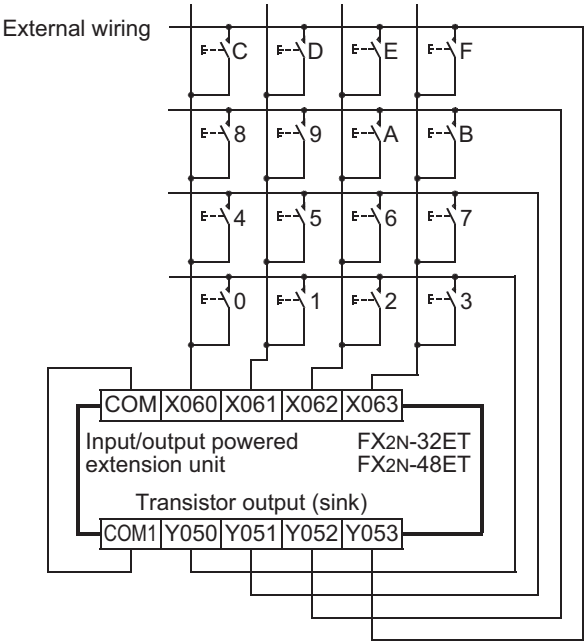 External wiring
C D E F
8 9 A B
4 5 6 7
0 1 2 3
COM X060 X061 X062 X063
Input/output powered extension unit
FX2N-32ET
FX2N-48ET
Transistor output (sink)
COM1 Y050 Y051 Y052 Y053